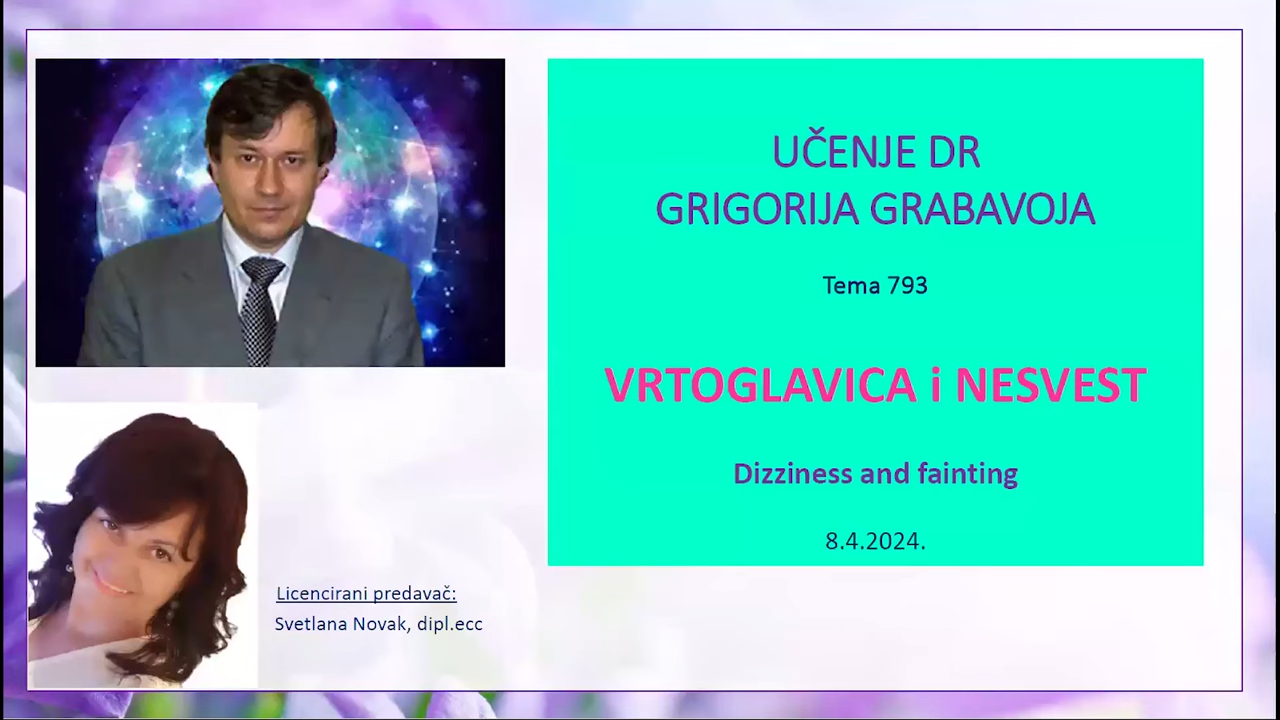 UČENJE DR
GRIGORIJA GRABAVOJA
Tema 793
VRTOGLAVICA i NESVEST
Dizziness and fainting
8.4.2024.
Licencirani predavač:
Svetlana Novak, dipl.ecc